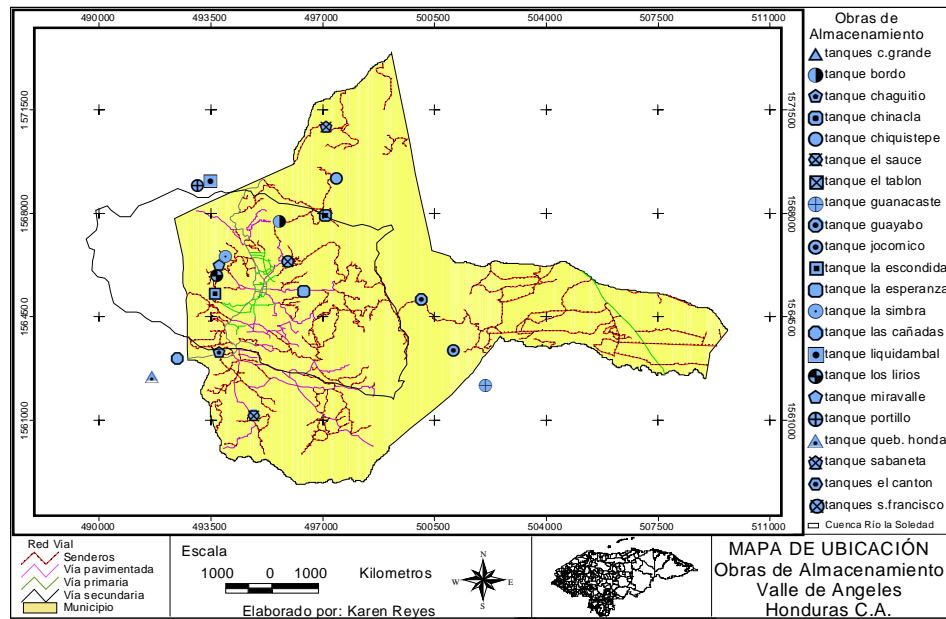 490000 493500 497000 500500 504000 507500 511000
1571500 1571500
1568000 1568000
1564500 1564500
1561000 1561000
490000 493500 497000 500500 504000 507500 511000
Obras de
Almacenamiento
tanques c.grande
tanque bordo
tanque chaguitio
tanque chinacla
tanque chiquistepe
tanque el sauce
tanque el tablon
tanque guanacaste
tanque guayabo
tanque jocomico
tanque la escondida
tanque la esperanza
tanque la simbra
tanque las cañadas
tanque liquidambal
tanque los lirios
tanque miravalle
tanque portillo
tanque queb. honda
tanque sabaneta
tanques el canton
tanques s.francisco
Cuenca Río la Soledad
Red Vial
Senderos
Vía pavimentada
Vía primaria
Vía secundaria
Municipio
Escala
1000 0 1000 Kilometros
Elaborado por: Karen Reyes
N
W E
S
MAPA DE UBICACIÓN
Obras de Almacenamiento
Valle de Angeles
Honduras C.A.